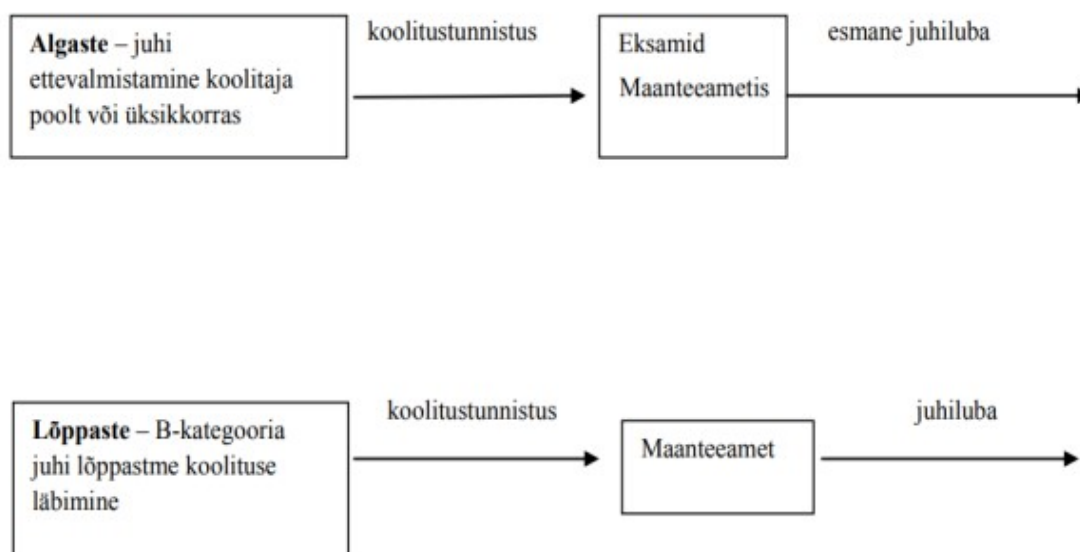 Algaste – juhi
ettevalmistamine koolitaja
poolt või üksikkorras
koolitustunnistus
Eksamid
Maanteeametis
esmane juhiluba
Lõppaste – B-kategooria
juhi lõppastme koolituse
läbimine
koolitustunnistus
Maanteeamet
juhiluba